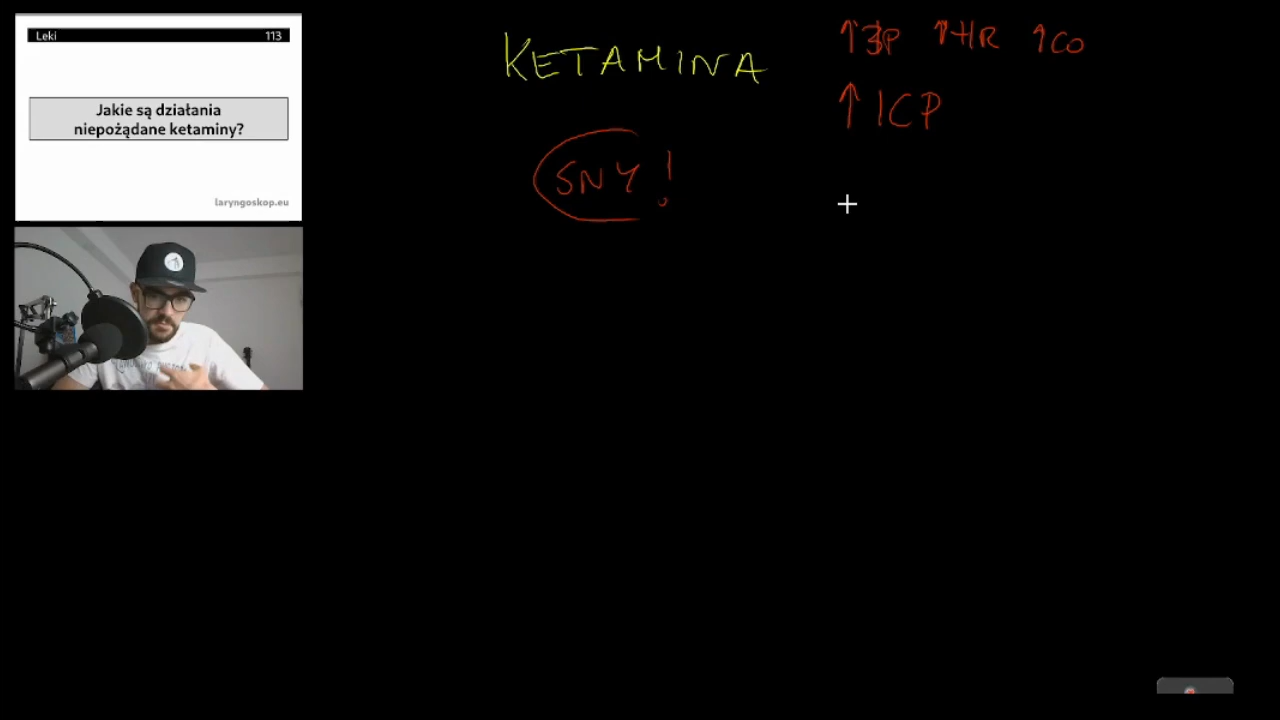 Leki 113
Jakie są działania
niepożądane ketaminy?
laryngoskop.eu
KETAMINA
↑BP ↑HR ↑CO
↑ICP
SNY!